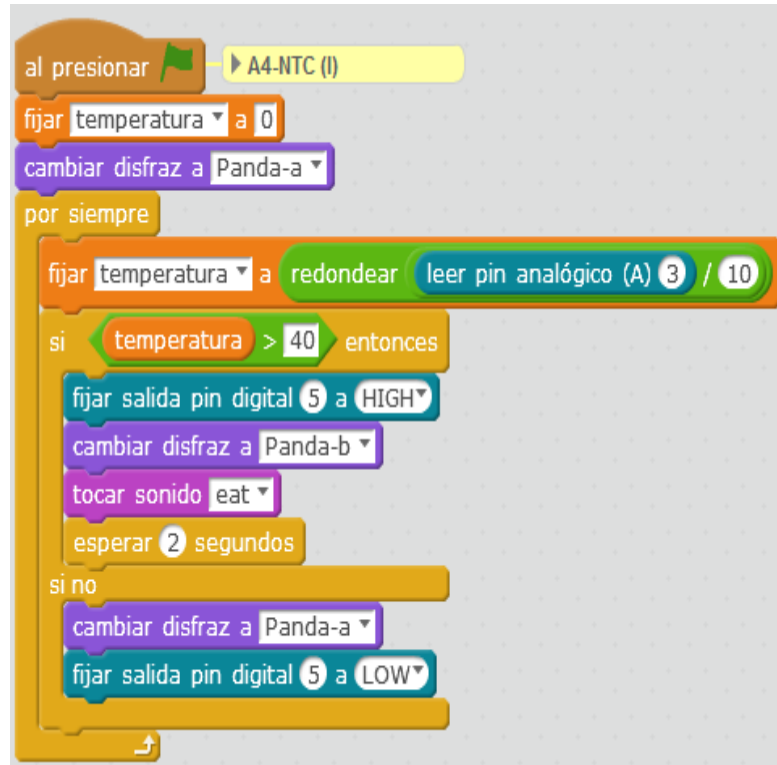 al presionar
A4-NTC (I)
fijar temperatura a 0
cambiar disfraz a Panda-a
por siempre
fijar temperatura a redondear leer pin analógico (A) 3 / 10
si temperatura > 40 entonces
fijar salida pin digital 5 a HIGH
cambiar disfraz a Panda-b
tocar sonido eat
esperar 2 segundos
si no
cambiar disfraz a Panda-a
fijar salida pin digital 5 a LOW